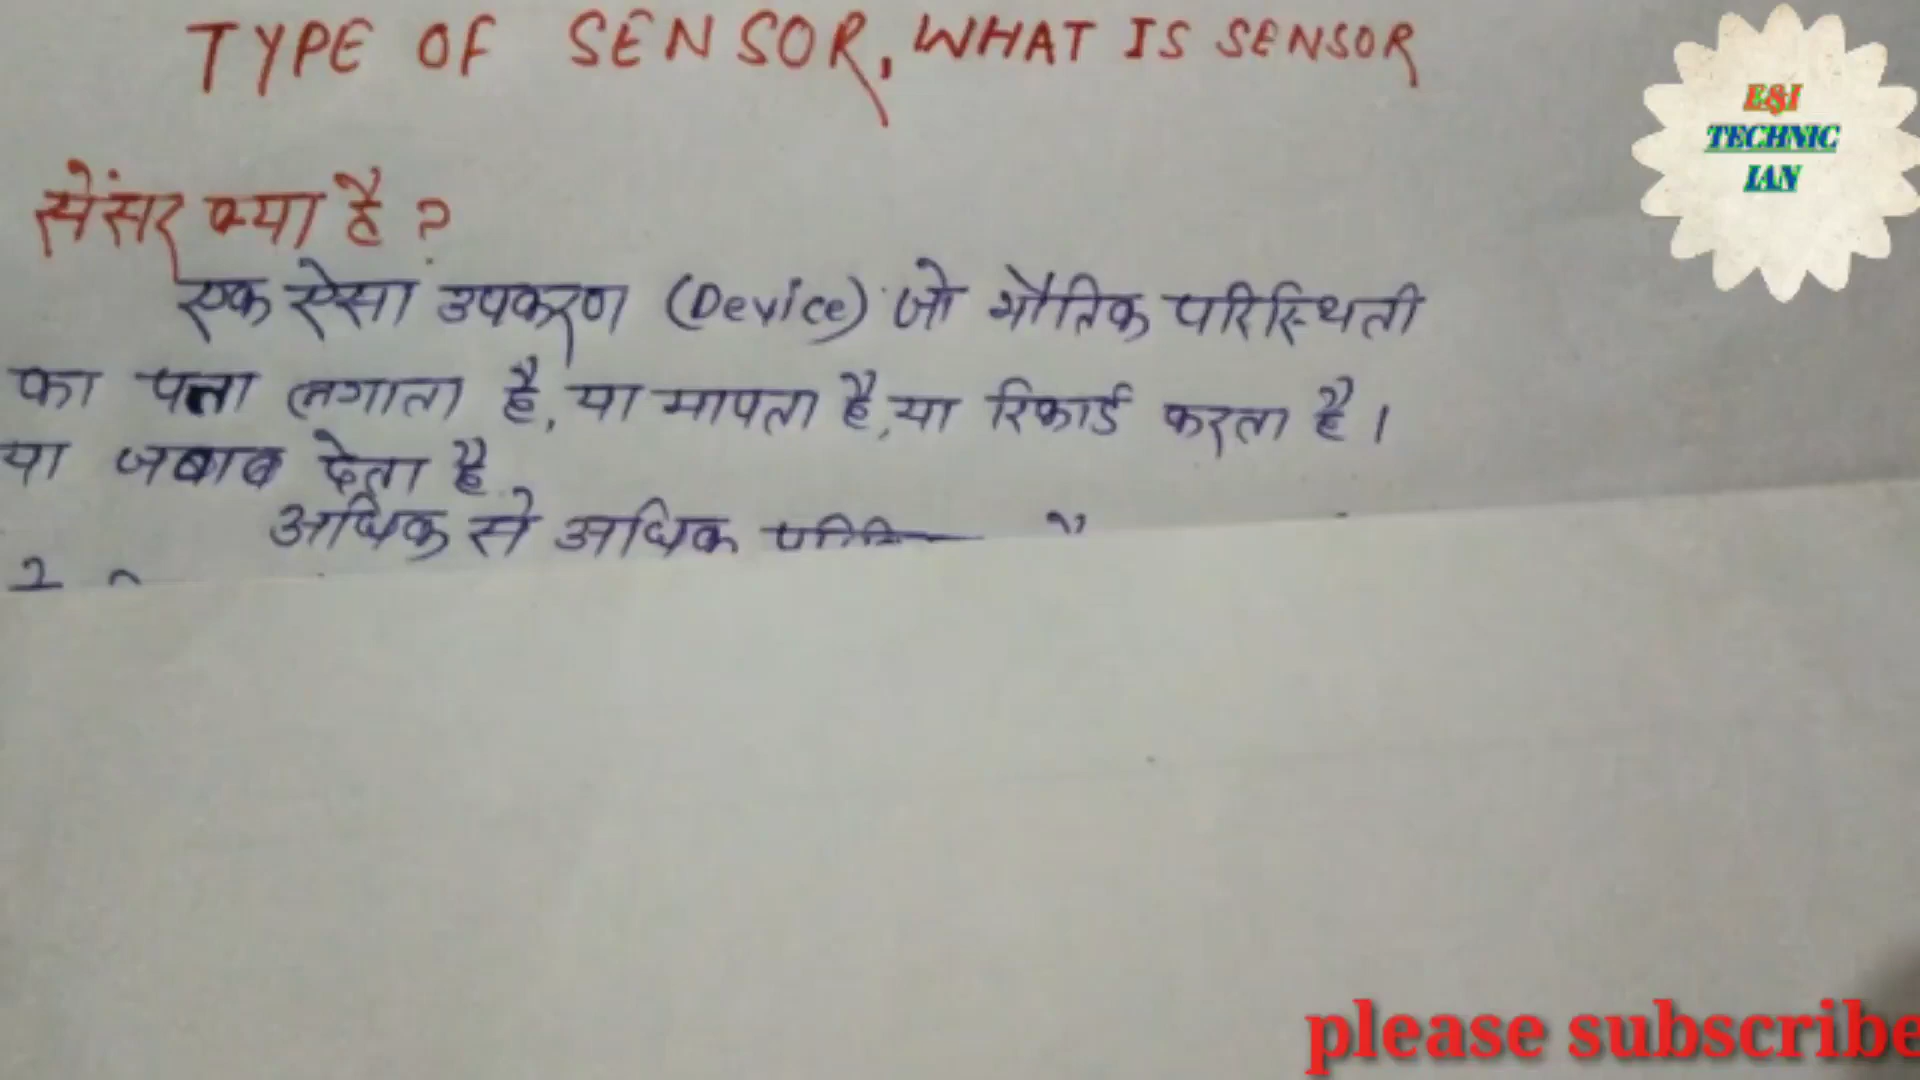 TYPE OF SENSOR, WHAT IS SENSOR
E&I
TECHNIC
IAN
सेंसर क्या है ?
एक ऐसा उपकरण (Device) जो भौतिक परिस्थिती
का पता लगाता है, या मापता है, या रिकार्ड करता है।
या जबाब देता है
अधिक से अधिक
please subscribe